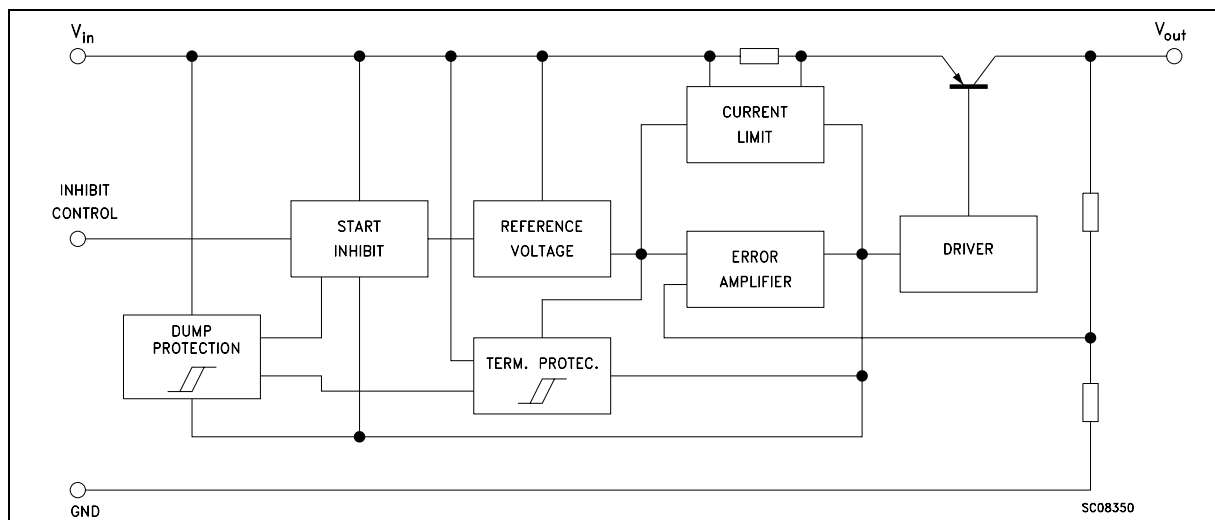 Vin
Vout
CURRENT
LIMIT
INHIBIT
CONTROL
START
INHIBIT
REFERENCE
VOLTAGE
ERROR
AMPLIFIER
DRIVER
DUMP
PROTECTION
TERM. PROTEC.
GND
SC08350